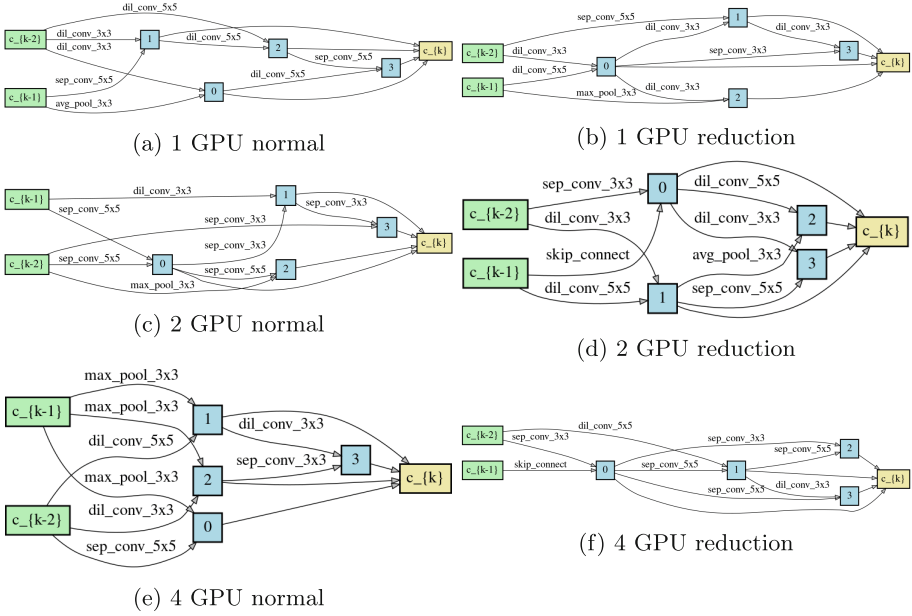 dil_conv_5x5
c_{k-2}
dil_conv_3x3
dil_conv_3x3
1
dil_conv_5x5
2
sep_conv_5x5
c_{k}
3
sep_conv_5x5
dil_conv_5x5
c_{k-1}
avg_pool_3x3
0
(a) 1 GPU normal
sep_conv_5x5
1
c_{k-2}
dil_conv_3x3
dil_conv_3x3
dil_conv_3x3
sep_conv_3x3
3
c_{k}
dil_conv_5x5
0
c_{k-1}
max_pool_3x3
dil_conv_3x3
2
(b) 1 GPU reduction
c_{k-1}
dil_conv_3x3
1
sep_conv_3x3
sep_conv_5x5
sep_conv_3x3
3
c_{k}
sep_conv_3x3
c_{k-2}
sep_conv_5x5
0
sep_conv_5x5
2
max_pool_3x3
(c) 2 GPU normal
sep_conv_3x3
0
dil_conv_5x5
c_{k-2}
dil_conv_3x3
dil_conv_3x3
2
c_{k}
skip_connect
avg_pool_3x3
3
c_{k-1}
dil_conv_5x5
1
sep_conv_5x5
(d) 2 GPU reduction
max_pool_3x3
c_{k-1}
max_pool_3x3
1
dil_conv_3x3
dil_conv_5x5
sep_conv_3x3
3
max_pool_3x3
2
c_{k}
c_{k-2}
dil_conv_3x3
0
sep_conv_5x5
(e) 4 GPU normal
c_{k-2}
dil_conv_5x5
sep_conv_3x3
sep_conv_3x3
2
sep_conv_5x5
c_{k-1}
skip_connect
0
sep_conv_5x5
1
c_{k}
sep_conv_5x5
dil_conv_3x3
3
(f) 4 GPU reduction